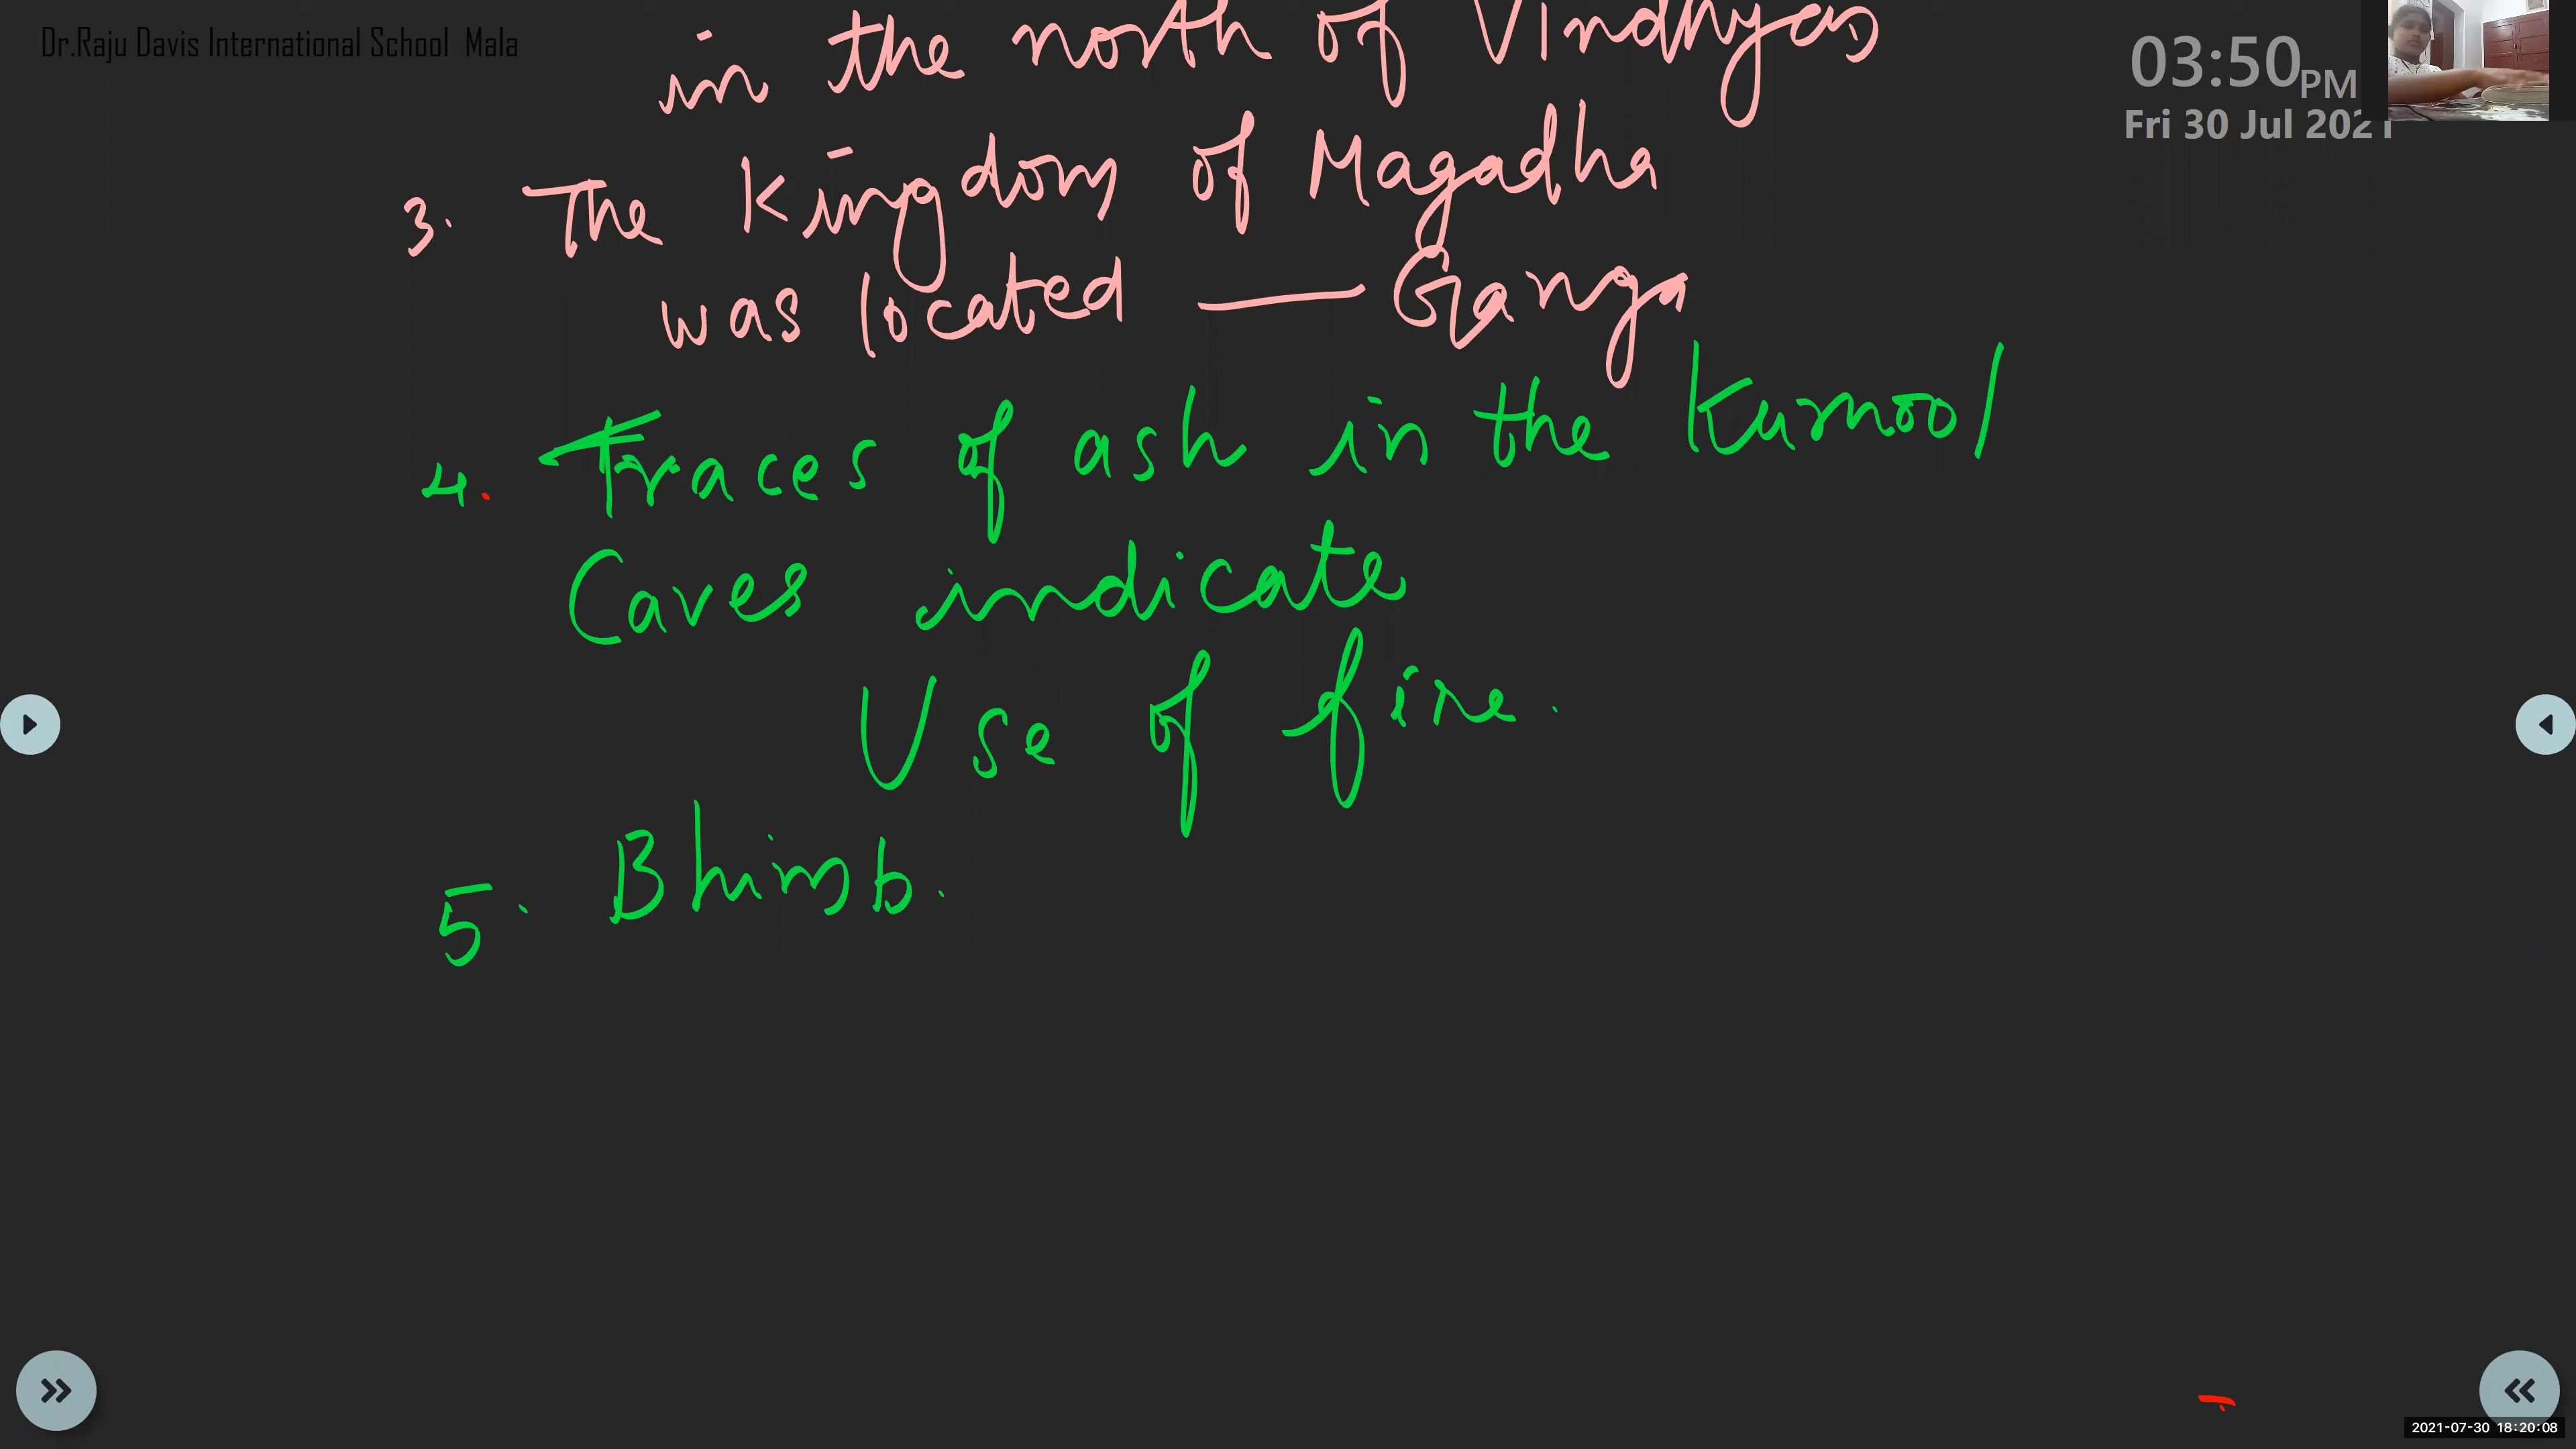 Dr.Raju Davis International School Mala
03:50 PM
Fri 30 Jul 2021
in the north of Vindhyas
3. The Kingdom of Magadha
was located — Ganga
4. Traces of ash in the Kurnool
Caves indicate
Use of fire.
5. Bhimb.
2021-07-30 18:20:08